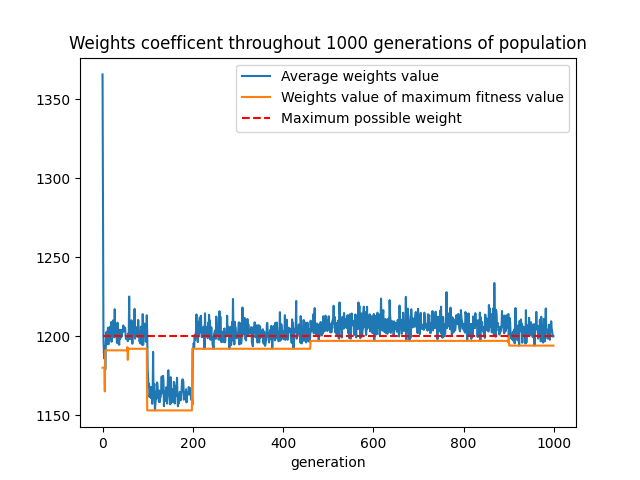 Weights coefficent throughout 1000 generations of population
Average weights value
Weights value of maximum fitness value
Maximum possible weight
1350
1300
1250
1200
1150
0 200 400 600 800 1000
generation